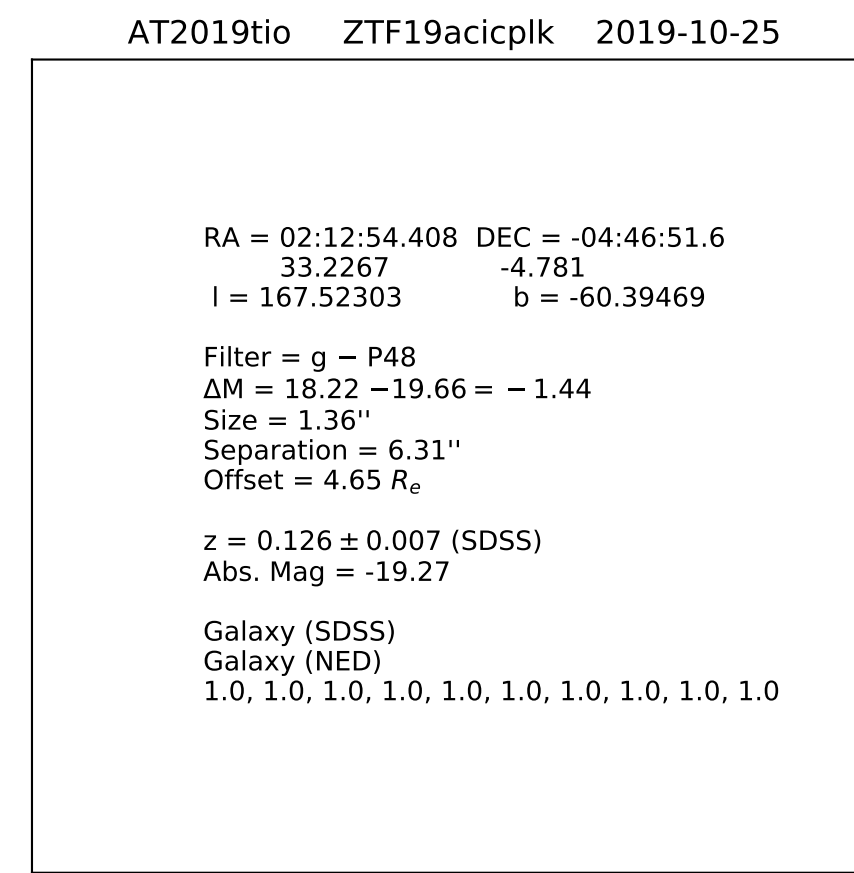 AT2019tio ZTF19acicplk 2019-10-25
RA = 02:12:54.408 DEC = -04:46:51.6
33.2267 -4.781
l = 167.52303 b = -60.39469
Filter = g − P48
ΔM = 18.22 −19.66 = − 1.44
Size = 1.36''
Separation = 6.31''
Offset = 4.65 Re
z = 0.126 ± 0.007 (SDSS)
Abs. Mag = -19.27
Galaxy (SDSS)
Galaxy (NED)
1.0, 1.0, 1.0, 1.0, 1.0, 1.0, 1.0, 1.0, 1.0, 1.0